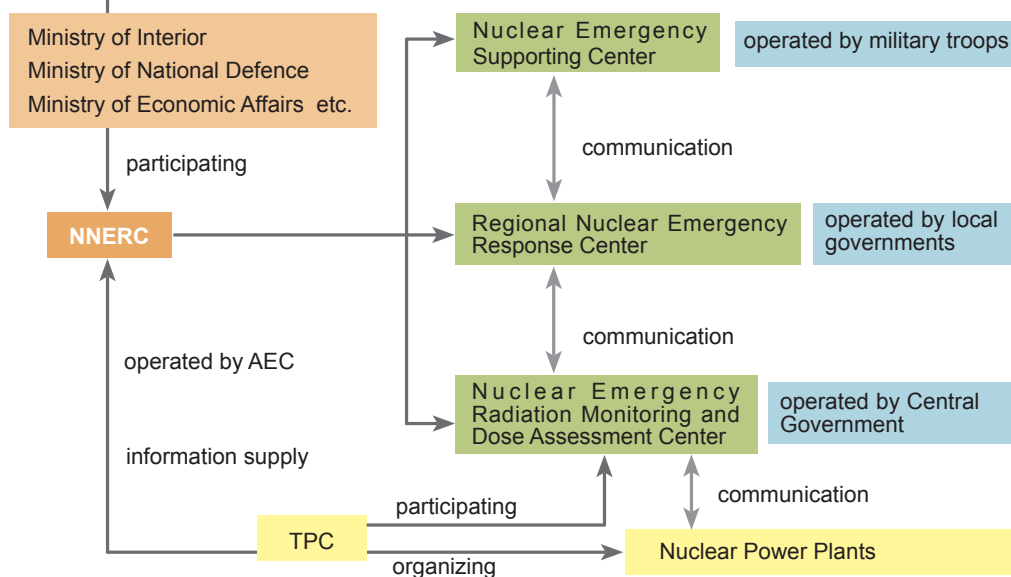 Ministry of Interior
Ministry of National Defence
Ministry of Economic Affairs etc.
participating
NNERC
operated by AEC
information supply
TPC
participating
organizing
Nuclear Emergency
Supporting Center
operated by military troops
communication
Regional Nuclear Emergency
Response Center
operated by local
governments
communication
Nuclear Emergency
Radiation Monitoring and
Dose Assessment Center
operated by Central
Government
communication
Nuclear Power Plants